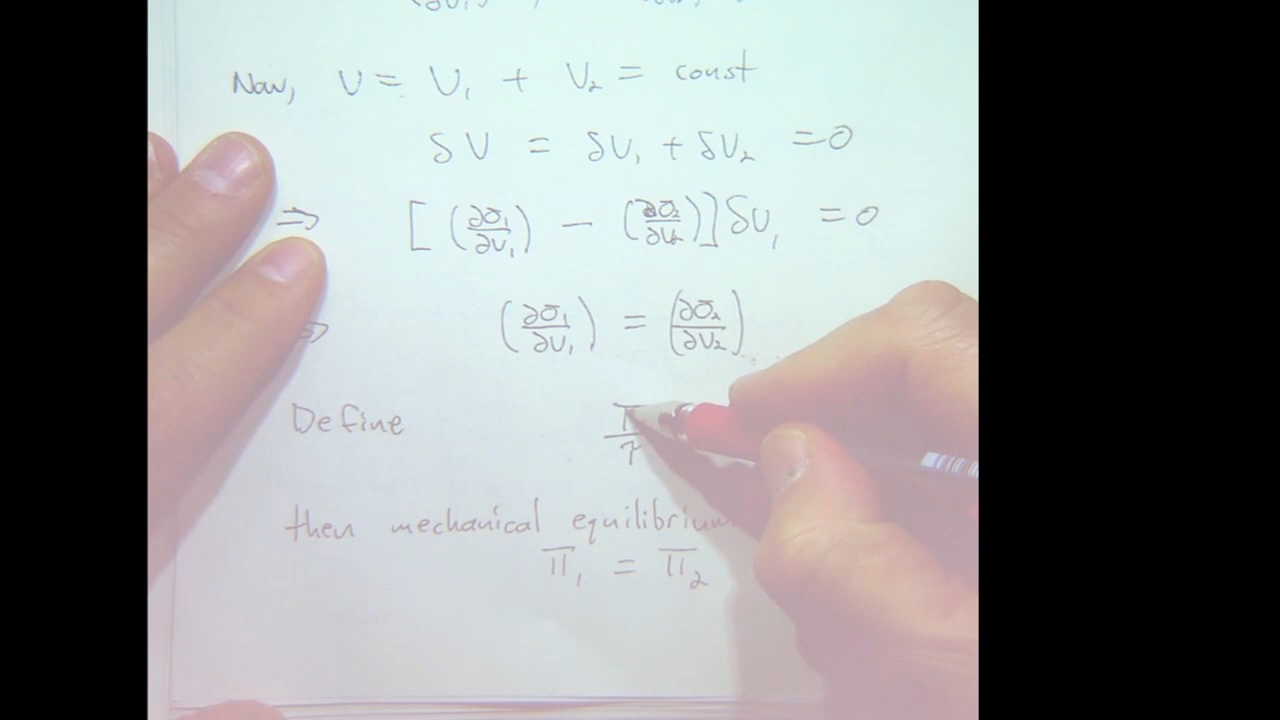 Now, V = V₁ + V₂ = const
δV = δV₁ + δV₂ = 0
⇒ [(∂σ₁/∂V₁) − (∂σ₂/∂V₂)] δV₁ = 0
⇒ (∂σ₁/∂V₁) = (∂σ₂/∂V₂)
Define π/τ
then mechanical equilibrium
π₁ = π₂